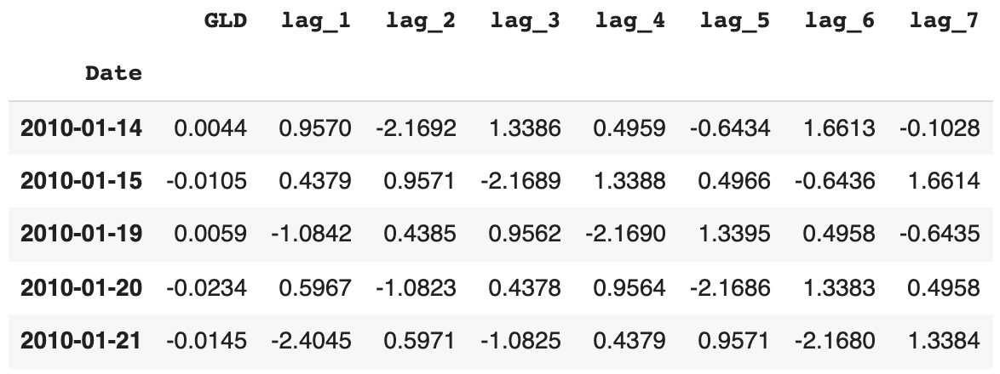 GLD lag_1 lag_2 lag_3 lag_4 lag_5 lag_6 lag_7
Date
2010-01-14 0.0044 0.9570 -2.1692 1.3386 0.4959 -0.6434 1.6613 -0.1028
2010-01-15 -0.0105 0.4379 0.9571 -2.1689 1.3388 0.4966 -0.6436 1.6614
2010-01-19 0.0059 -1.0842 0.4385 0.9562 -2.1690 1.3395 0.4958 -0.6435
2010-01-20 -0.0234 0.5967 -1.0823 0.4378 0.9564 -2.1686 1.3383 0.4958
2010-01-21 -0.0145 -2.4045 0.5971 -1.0825 0.4379 0.9571 -2.1680 1.3384